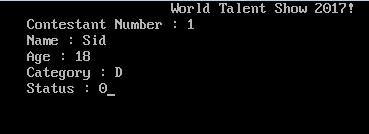 World Talent Show 2017!
Contestant Number : 1
Name : Sid
Age : 18
Category : D
Status : 0_